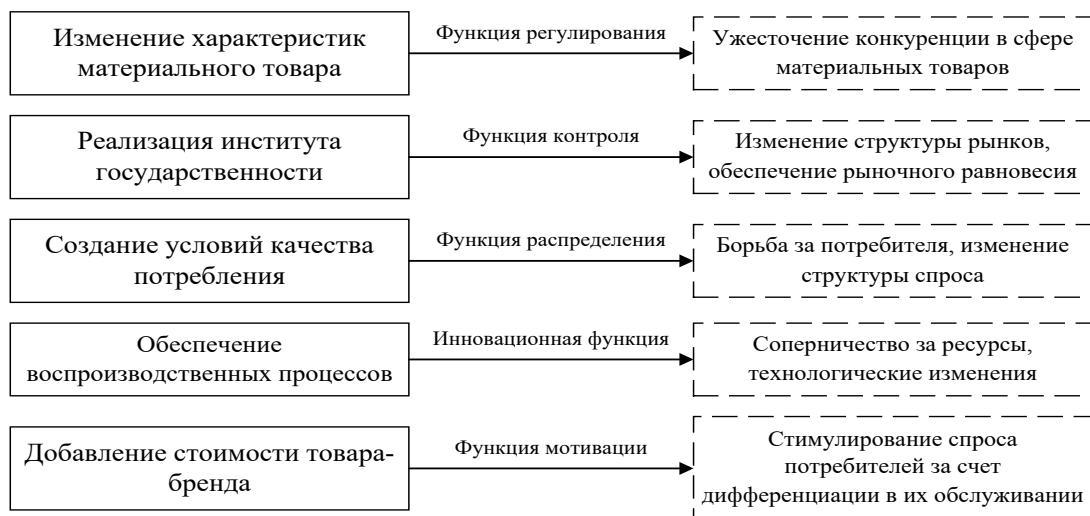 Изменение характеристик
материального товара
Функция регулирования
Ужесточение конкуренции в сфере
материальных товаров
Реализация института
государственности
Функция контроля
Изменение структуры рынков,
обеспечение рыночного равновесия
Создание условий качества
потребления
Функция распределения
Борьба за потребителя, изменение
структуры спроса
Обеспечение
воспроизводственных процессов
Инновационная функция
Соперничество за ресурсы,
технологические изменения
Добавление стоимости товара-
бренда
Функция мотивации
Стимулирование спроса
потребителей за счет
дифференциации в их обслуживании